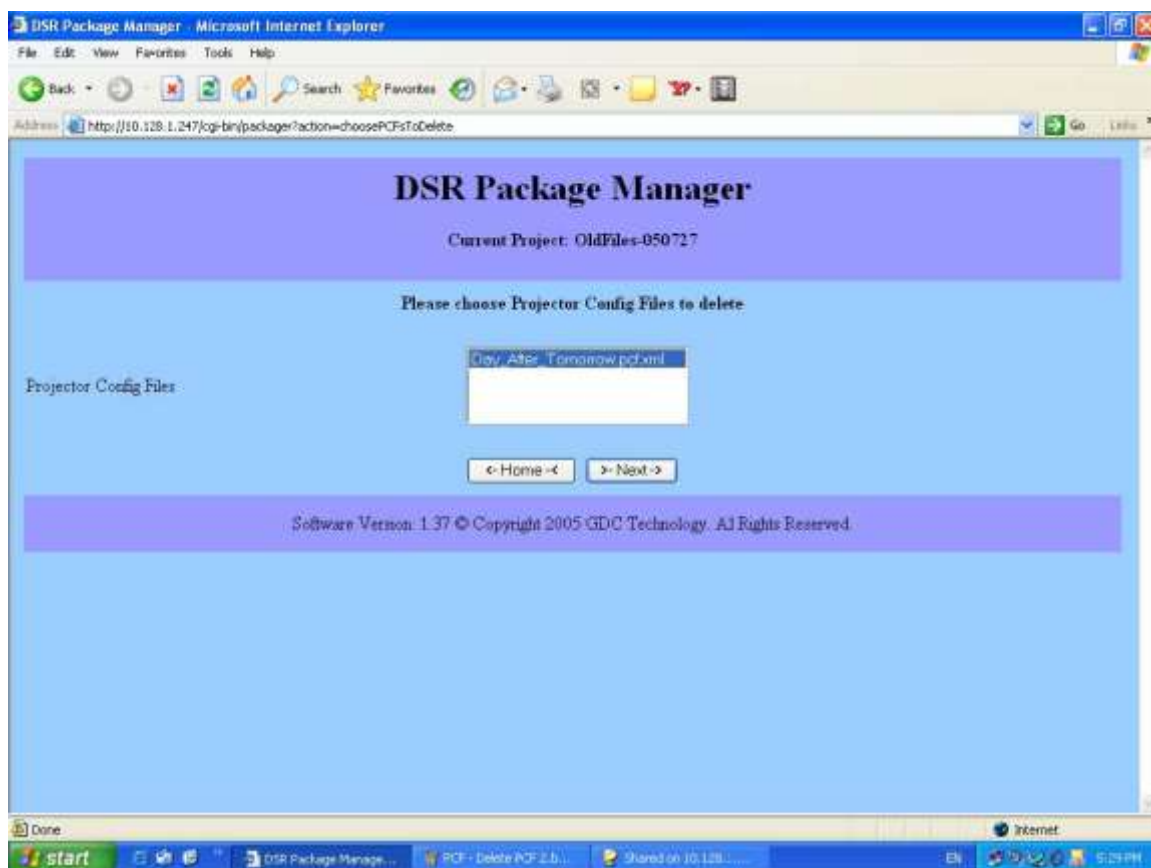 DSR Package Manager - Microsoft Internet Explorer
File Edit View Favorites Tools Help
Back Search Favorites
Address http://10.128.1.247/cgi-bin/packager?action=choosePCFsToDelete Go Links
DSR Package Manager
Current Project: OldFiles-050727
Please choose Projector Config Files to delete
Day_After_Tomorrow.pcf.xml
Projector Config Files
<- Home -< >- Next ->
Software Version 1.37 © Copyright 2005 GDC Technology. All Rights Reserved.
Done Internet
start DSR Package Manage... PCF - Delete PCF 2.b... Shared on 10.128....... EN 5:29 PM